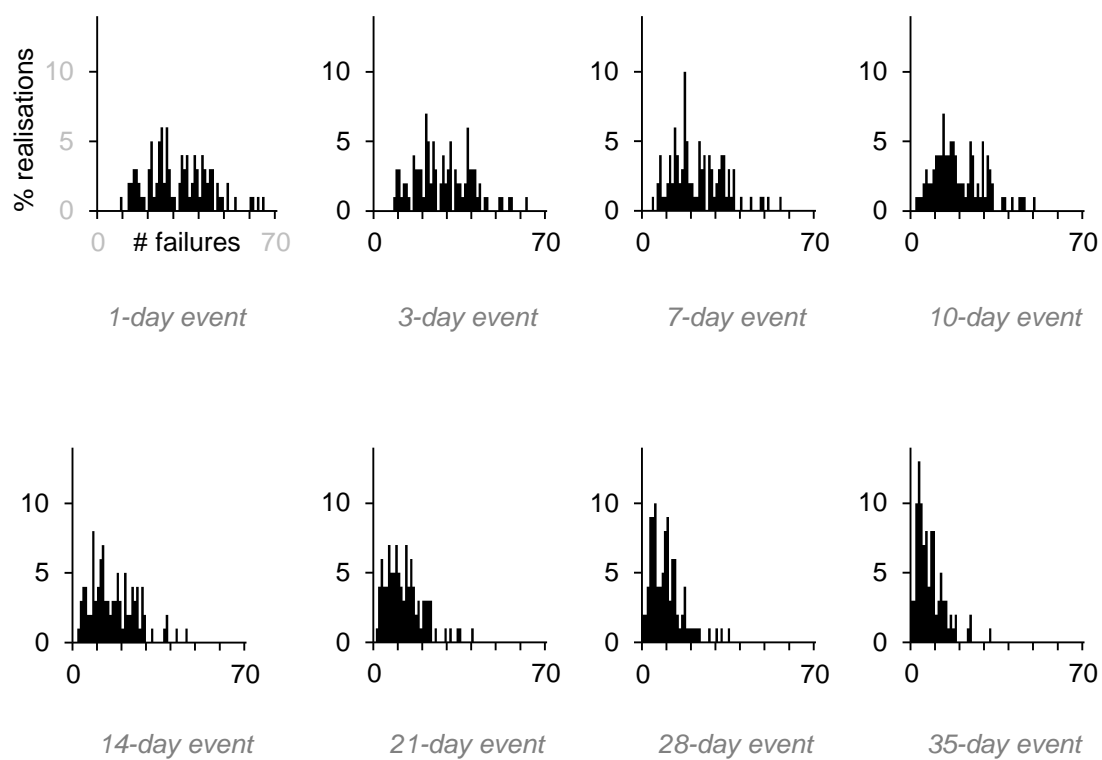 % realisations
10 10 10 10
5 5 5 5
0 0 0 0
0 # failures 70 0 70 0 70 0 70
1-day event 3-day event 7-day event 10-day event
10 10 10 10
5 5 5 5
0 0 0 0
0 70 0 70 0 70 0 70
14-day event 21-day event 28-day event 35-day event